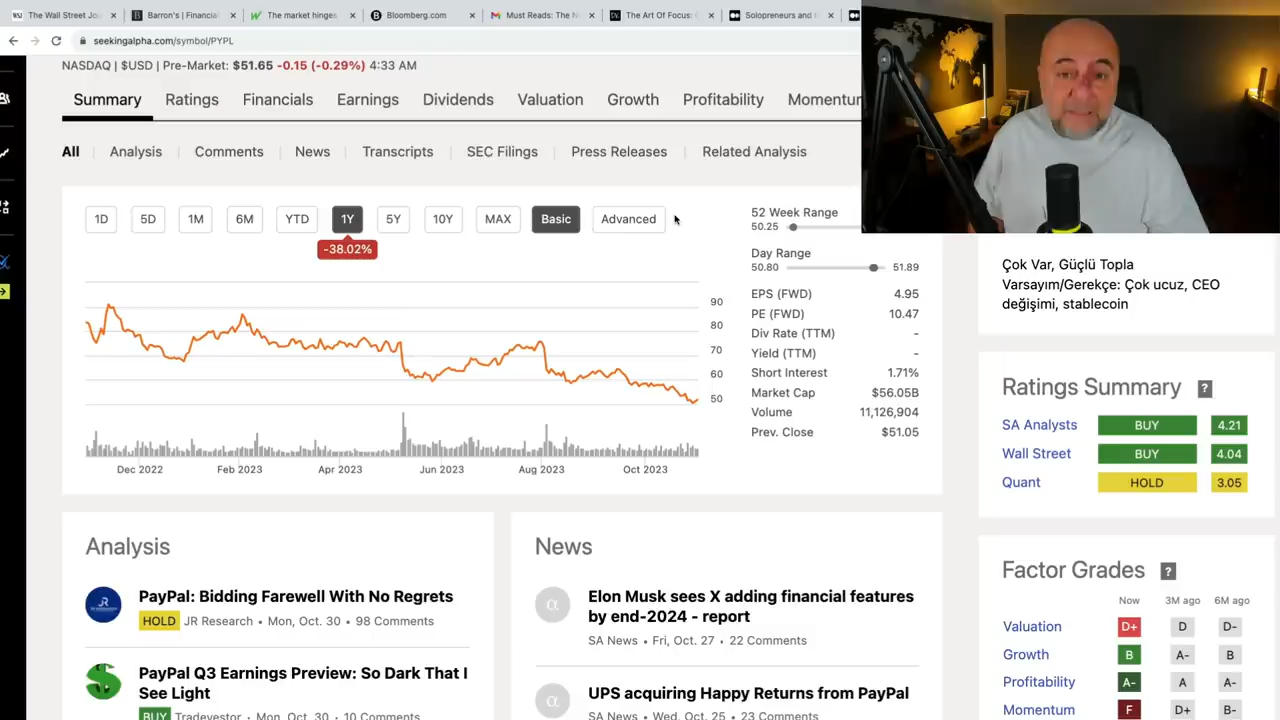 The Wall Street Jou
Barron's | Financial
The market hinges
Bloomberg.com
Must Reads: The N
The Art Of Focus:
Solopreneurs and
seekingalpha.com/symbol/PYPL
NASDAQ | $USD | Pre-Market: $51.65 -0.15 (-0.29%) 4:33 AM
Summary Ratings Financials Earnings Dividends Valuation Growth Profitability Momentum
All Analysis Comments News Transcripts SEC Filings Press Releases Related Analysis
1D 5D 1M 6M YTD 1Y 5Y 10Y MAX Basic Advanced
-38.02%
90
80
70
60
50
Dec 2022 Feb 2023 Apr 2023 Jun 2023 Aug 2023 Oct 2023
52 Week Range
50.25
Day Range
50.80 51.89
EPS (FWD) 4.95
PE (FWD) 10.47
Div Rate (TTM) -
Yield (TTM) -
Short Interest 1.71%
Market Cap $56.05B
Volume 11,126,904
Prev. Close $51.05
Çok Var, Güçlü Topla
Varsayım/Gerekçe: Çok ucuz, CEO
değişimi, stablecoin
Ratings Summary ?
SA Analysts BUY 4.21
Wall Street BUY 4.04
Quant HOLD 3.05
Factor Grades ?
Now 3M ago 6M ago
Valuation D+ D D-
Growth B A- B
Profitability A- A A-
Momentum F D+ B-
Analysis
PayPal: Bidding Farewell With No Regrets
HOLD JR Research • Mon, Oct. 30 • 98 Comments
PayPal Q3 Earnings Preview: So Dark That I
See Light
BUY Tradevestor • Mon, Oct. 30 • 10 Comments
News
Elon Musk sees X adding financial features
by end-2024 - report
SA News • Fri, Oct. 27 • 22 Comments
UPS acquiring Happy Returns from PayPal
SA News • Wed, Oct. 25 • 23 Comments